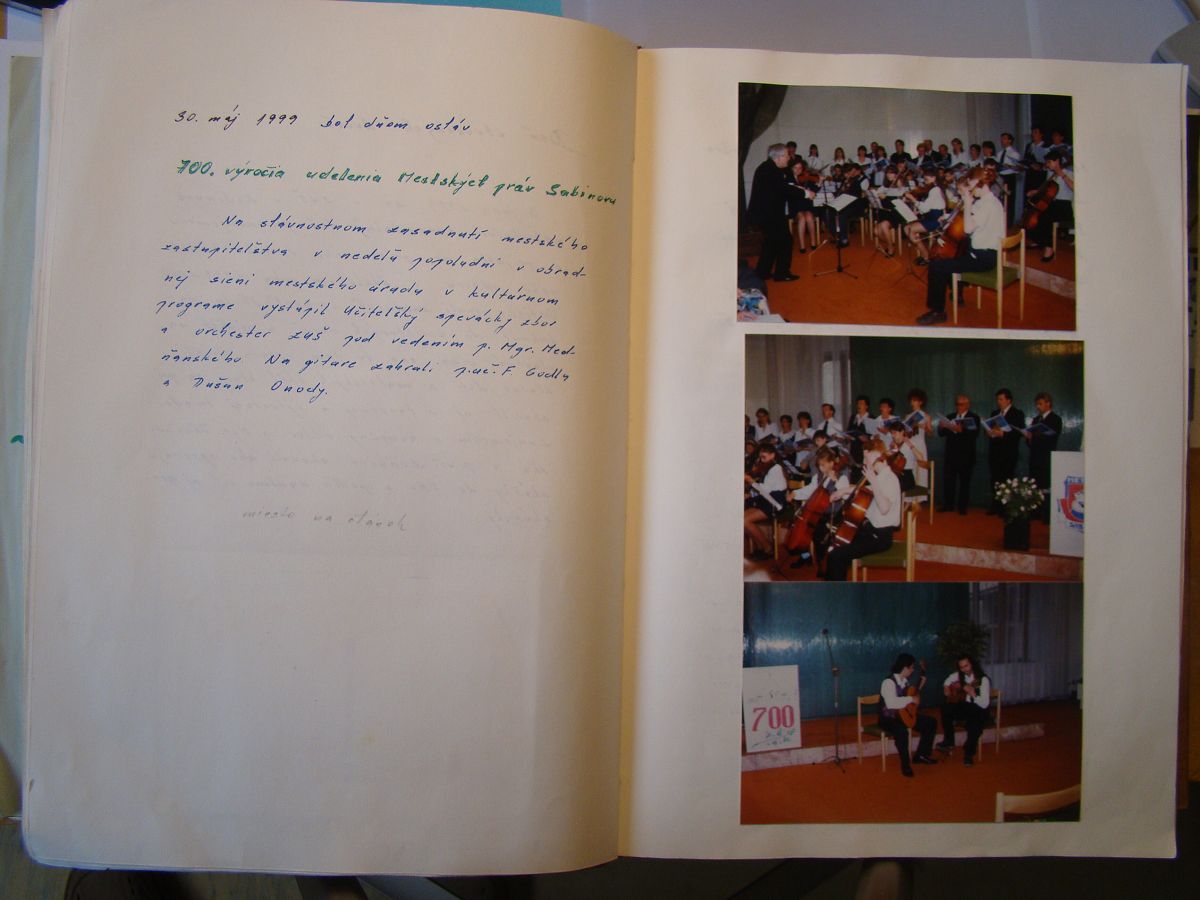 30. máj 1999 bol dňom osláv
700. výročia udelenia Mestských práv Sabinovu
Na slávnostnom zasadnutí mestského
zastupiteľstva v nedeľu popoludní v obrad-
nej sieni mestského úradu v kultúrnom
programe vystúpil Učiteľský spevácky zbor
a orchester ZUŠ pod vedením p. Mgr. Med-
ňanského. Na gitare zahrali p. uč. F. Godla
a Dušan Onody.
miesto na
700